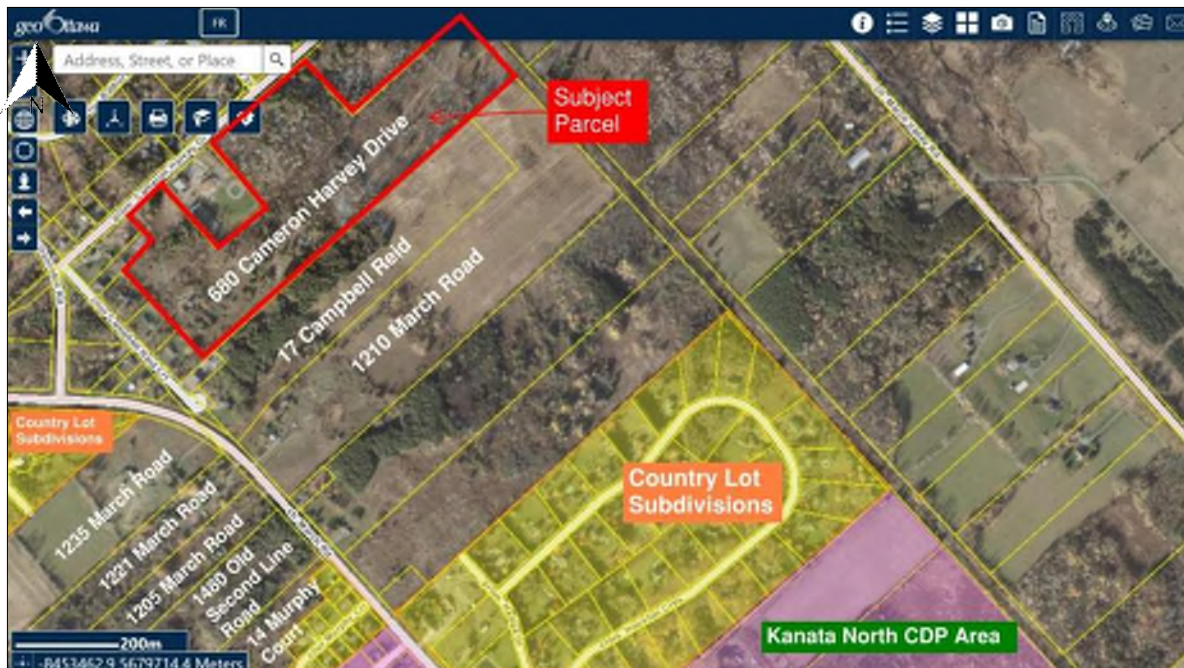 geoOttawa
FR
Address, Street, or Place
N
Subject
Parcel
680 Cameron Harvey Drive
17 Campbell Reid
1210 March Road
Country Lot
Subdivisions
Country Lot
Subdivisions
1235 March Road
1221 March Road
1205 March Road
1480 Old
Second Line
Road
14 Murphy
Court
Kanata North CDP Area
200m
-8453462.9 5679714.4 Meters